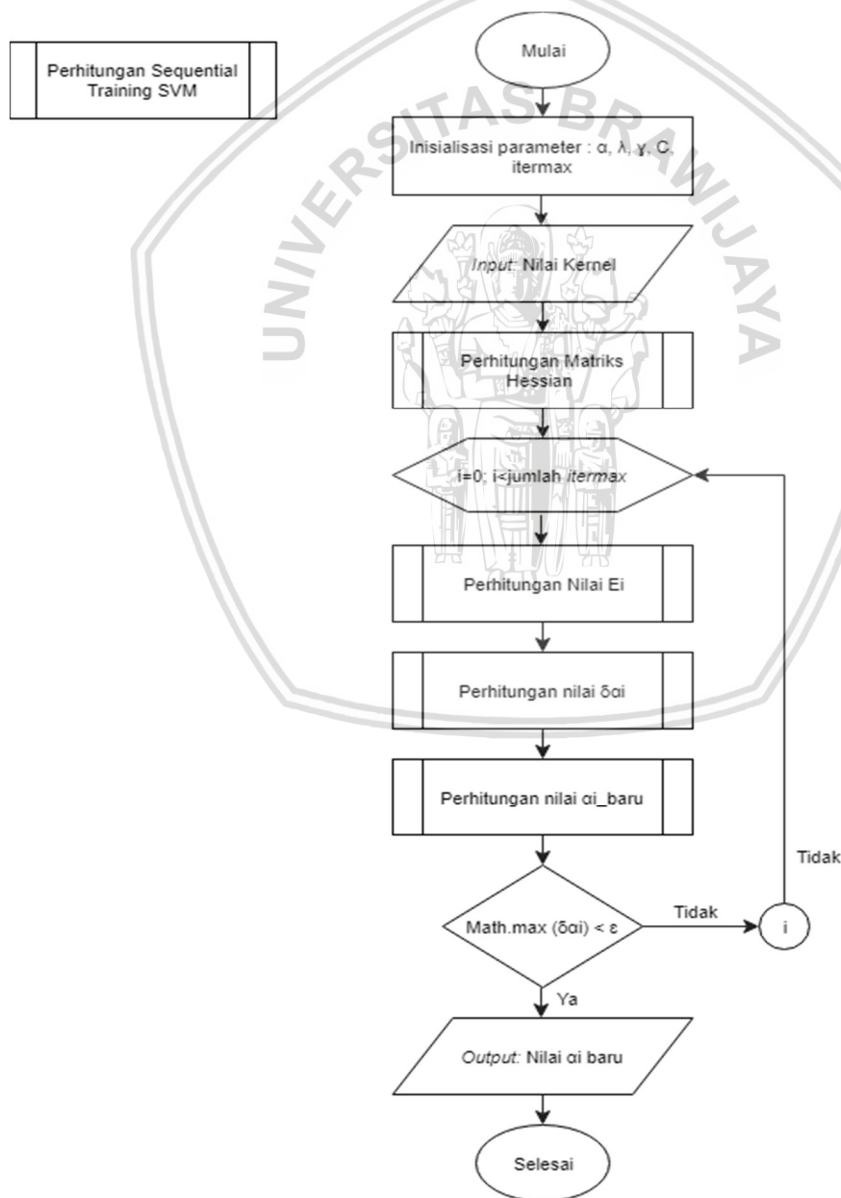 Perhitungan Sequential
Training SVM
Mulai
UNIVERSITAS BRAWIJAYA
Inisialisasi parameter : α, λ, ɣ, C,
itermax
Input: Nilai Kernel
Perhitungan Matriks
Hessian
i=0; i<jumlah itermax
Perhitungan Nilai Ei
Perhitungan nilai δαi
Perhitungan nilai αi_baru
Tidak
Math.max (δαi) < ε
Tidak
i
Ya
Output: Nilai αi baru
Selesai